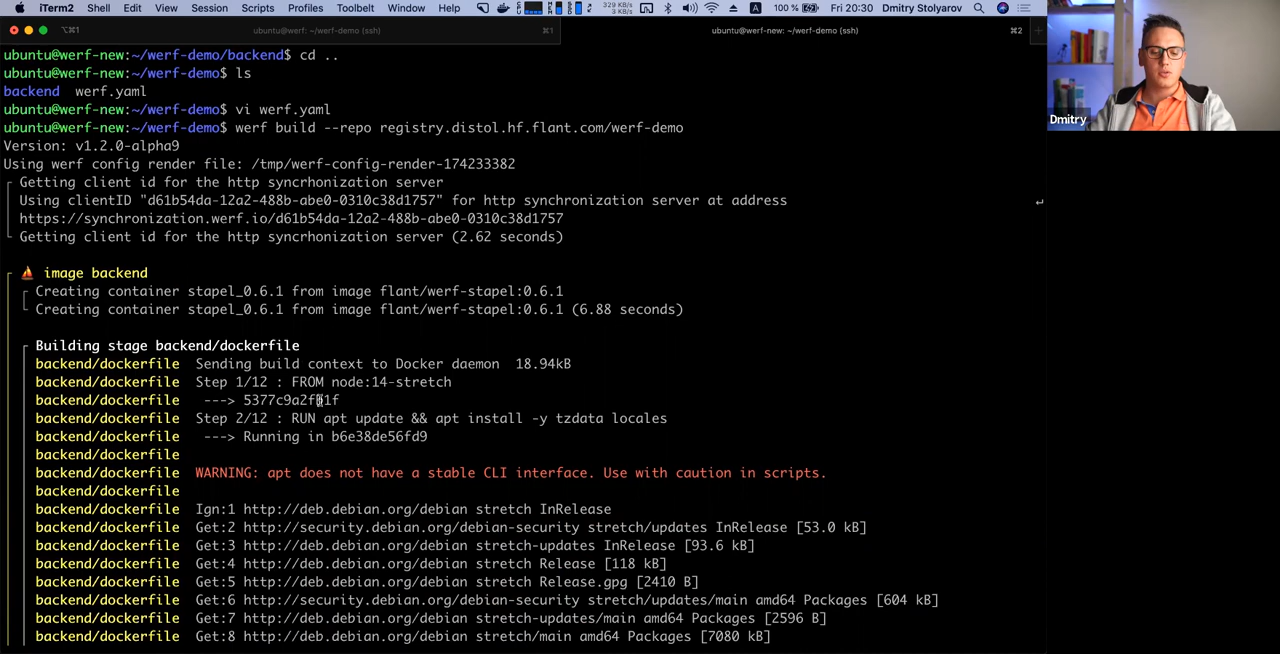 iTerm2 Shell Edit View Session Scripts Profiles Toolbelt Window Help 329 KB/s 3 KB/s A 100 % Fri 20:30 Dmitry Stolyarov
⌥⌘1 ubuntu@werf: ~/werf-demo (ssh) ⌘1 ubuntu@werf-new: ~/werf-demo (ssh) ⌘2 +
ubuntu@werf-new:~/werf-demo/backend$ cd ..
ubuntu@werf-new:~/werf-demo$ ls
backend werf.yaml
ubuntu@werf-new:~/werf-demo$ vi werf.yaml
ubuntu@werf-new:~/werf-demo$ werf build --repo registry.distol.hf.flant.com/werf-demo
Version: v1.2.0-alpha9
Using werf config render file: /tmp/werf-config-render-174233382
Getting client id for the http syncrhonization server
Using clientID "d61b54da-12a2-488b-abe0-0310c38d1757" for http synchronization server at address
https://synchronization.werf.io/d61b54da-12a2-488b-abe0-0310c38d1757
Getting client id for the http syncrhonization server (2.62 seconds)
image backend
Creating container stapel_0.6.1 from image flant/werf-stapel:0.6.1
Creating container stapel_0.6.1 from image flant/werf-stapel:0.6.1 (6.88 seconds)
Building stage backend/dockerfile
backend/dockerfile Sending build context to Docker daemon 18.94kB
backend/dockerfile Step 1/12 : FROM node:14-stretch
backend/dockerfile --->
backend/dockerfile Step 2/12 : RUN apt update && apt install -y tzdata locales
backend/dockerfile ---> Running in b6e38de56fd9
backend/dockerfile
backend/dockerfile WARNING: apt does not have a stable CLI interface. Use with caution in scripts.
backend/dockerfile
backend/dockerfile Ign:1 http://deb.debian.org/debian stretch InRelease
backend/dockerfile Get:2 http://security.debian.org/debian-security stretch/updates InRelease [53.0 kB]
backend/dockerfile Get:3 http://deb.debian.org/debian stretch-updates InRelease [93.6 kB]
backend/dockerfile Get:4 http://deb.debian.org/debian stretch Release [118 kB]
backend/dockerfile Get:5 http://deb.debian.org/debian stretch Release.gpg [2410 B]
backend/dockerfile Get:6 http://security.debian.org/debian-security stretch/updates/main amd64 Packages [604 kB]
backend/dockerfile Get:7 http://deb.debian.org/debian stretch-updates/main amd64 Packages [2596 B]
backend/dockerfile Get:8 http://deb.debian.org/debian stretch/main amd64 Packages [7080 kB]
Dmitry